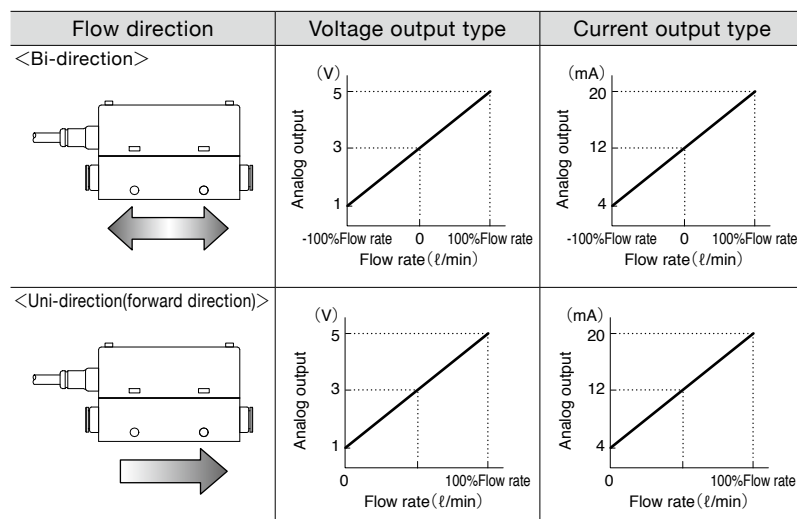 Flow direction
Voltage output type
Current output type
<Bi-direction>
(V)
5
3
1
Analog output
-100%Flow rate 0 100%Flow rate
Flow rate(ℓ/min)
(mA)
20
12
4
Analog output
-100%Flow rate 0 100%Flow rate
Flow rate(ℓ/min)
<Uni-direction(forward direction)>
(V)
5
3
1
Analog output
0 100%Flow rate
Flow rate(ℓ/min)
(mA)
20
12
4
Analog output
0 100%Flow rate
Flow rate(ℓ/min)